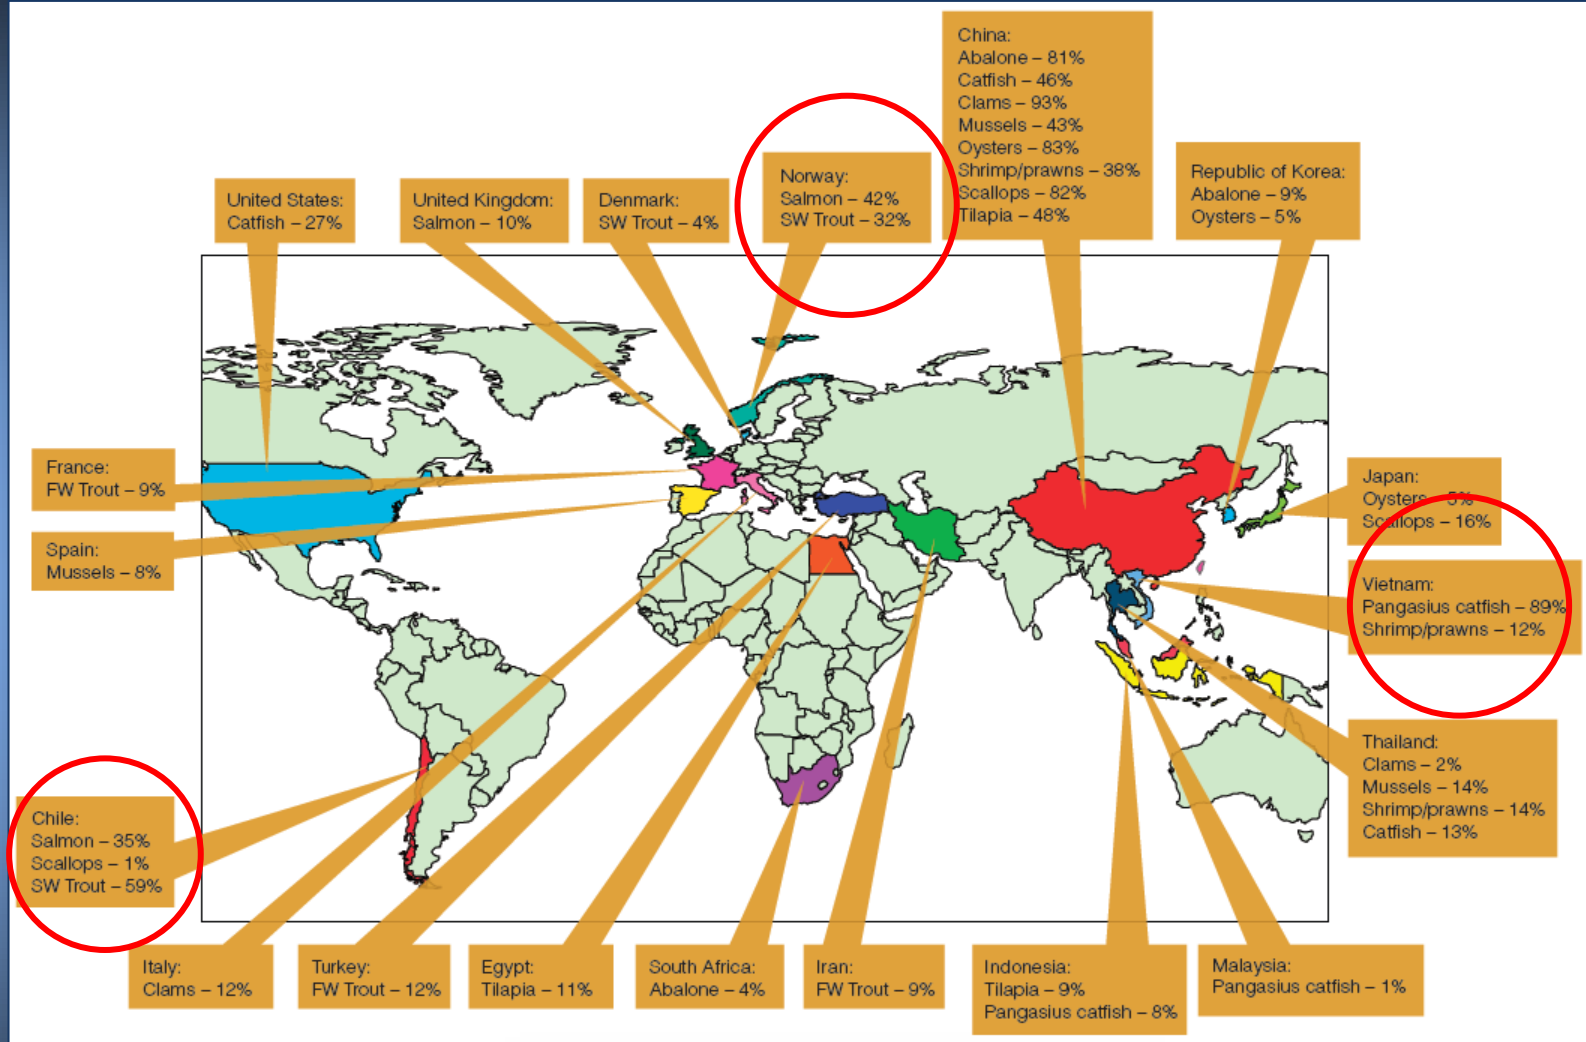 China:
Abalone – 81%
Catfish – 46%
Clams – 93%
Mussels – 43%
Oysters – 83%
Shrimp/prawns – 38%
Scallops – 82%
Tilapia – 48%
Republic of Korea:
Abalone – 9%
Oysters – 5%
Norway:
Salmon – 42%
SW Trout – 32%
United States:
Catfish – 27%
United Kingdom:
Salmon – 10%
Denmark:
SW Trout – 4%
France:
FW Trout – 9%
Spain:
Mussels – 8%
Japan:
Oysters – 5%
Scallops – 16%
Vietnam:
Pangasius catfish – 89%
Shrimp/prawns – 12%
Thailand:
Clams – 2%
Mussels – 14%
Shrimp/prawns – 14%
Catfish – 13%
Chile:
Salmon – 35%
Scallops – 1%
SW Trout – 59%
Italy:
Clams – 12%
Turkey:
FW Trout – 12%
Egypt:
Tilapia – 11%
South Africa:
Abalone – 4%
Iran:
FW Trout – 9%
Indonesia:
Tilapia – 9%
Pangasius catfish – 8%
Malaysia:
Pangasius catfish – 1%